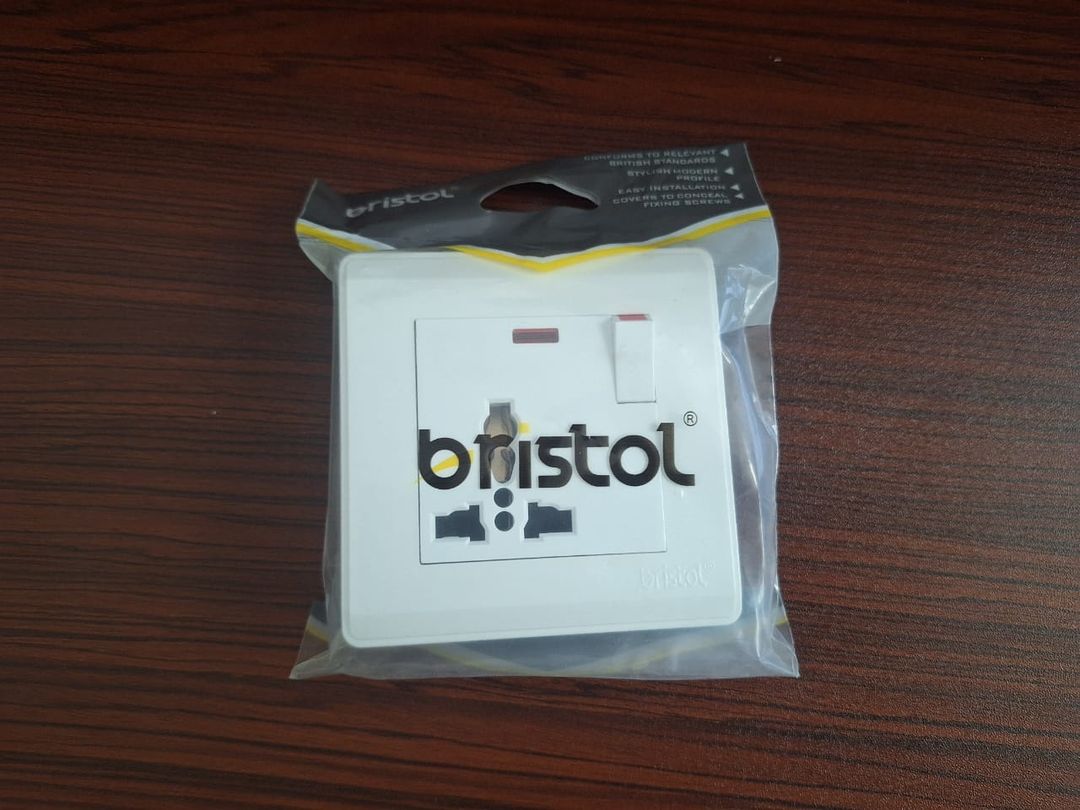 bristol
CONFORMS TO RELEVANT
BRITISH STANDARDS
STYLISH MODERN
PROFILE
EASY INSTALLATION
COVERS TO CONCEAL
FIXING SCREWS
bristol®
bristol®